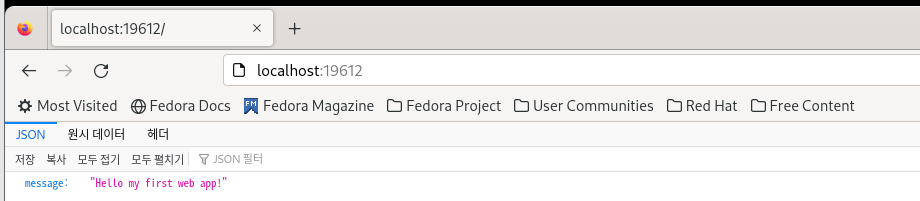 localhost:19612/
localhost:19612
Most Visited Fedora Docs FM Fedora Magazine Fedora Project User Communities Red Hat Free Content
JSON 원시 데이터 헤더
저장 복사 모두 접기 모두 펼치기 JSON 필터
message: "Hello my first web app!"